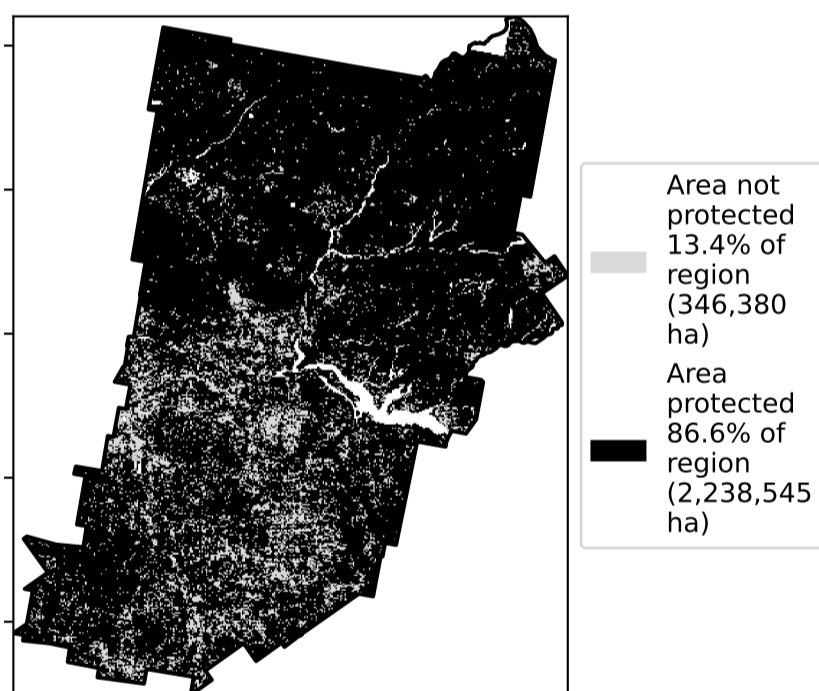 Area not
protected
13.4% of
region
(346,380
ha)
Area
protected
86.6% of
region
(2,238,545
ha)